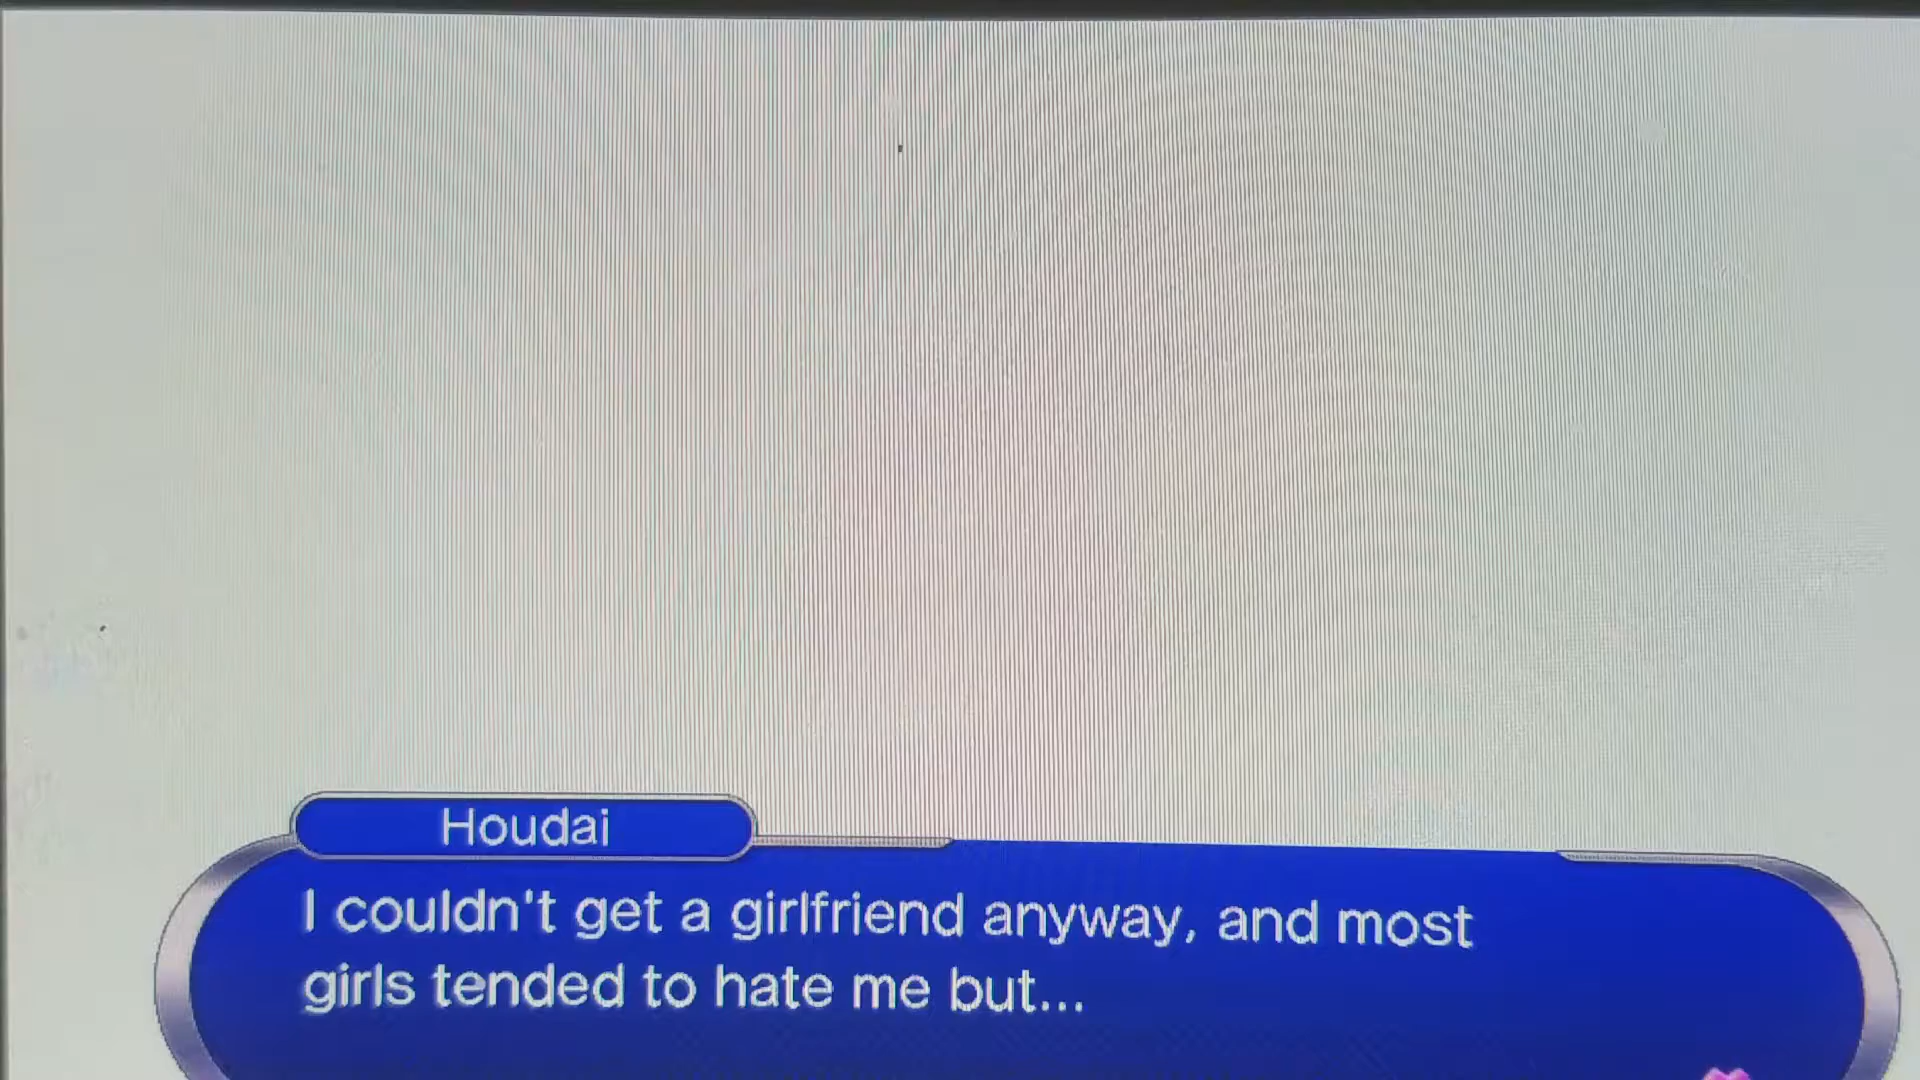 Houdai
I couldn't get a girlfriend anyway, and most
girls tended to hate me but...